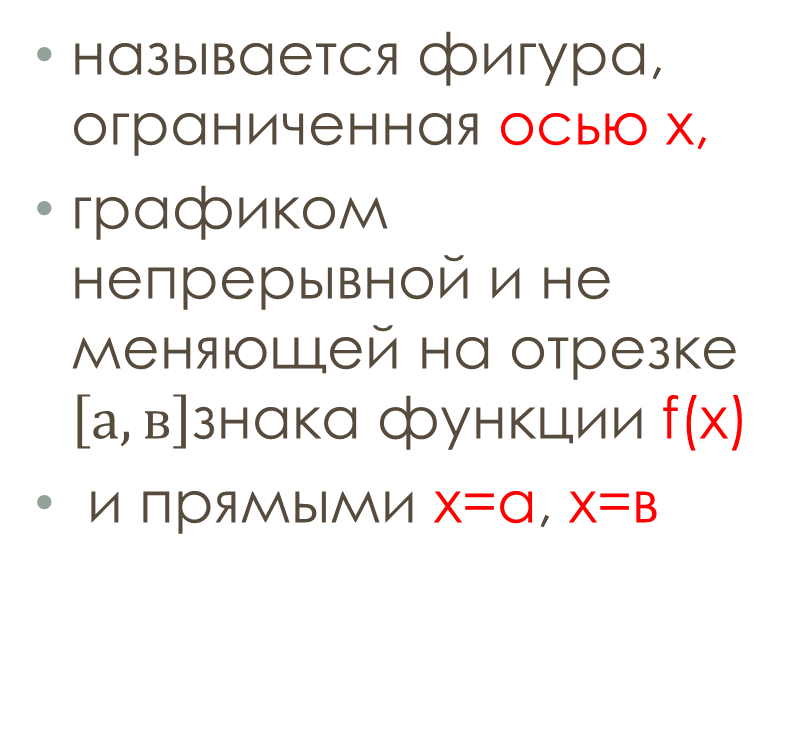 • называется фигура,
ограниченная осью х,
• графиком
непрерывной и не
меняющей на отрезке
[а, в]знака функции f(x)
• и прямыми х=а, х=в